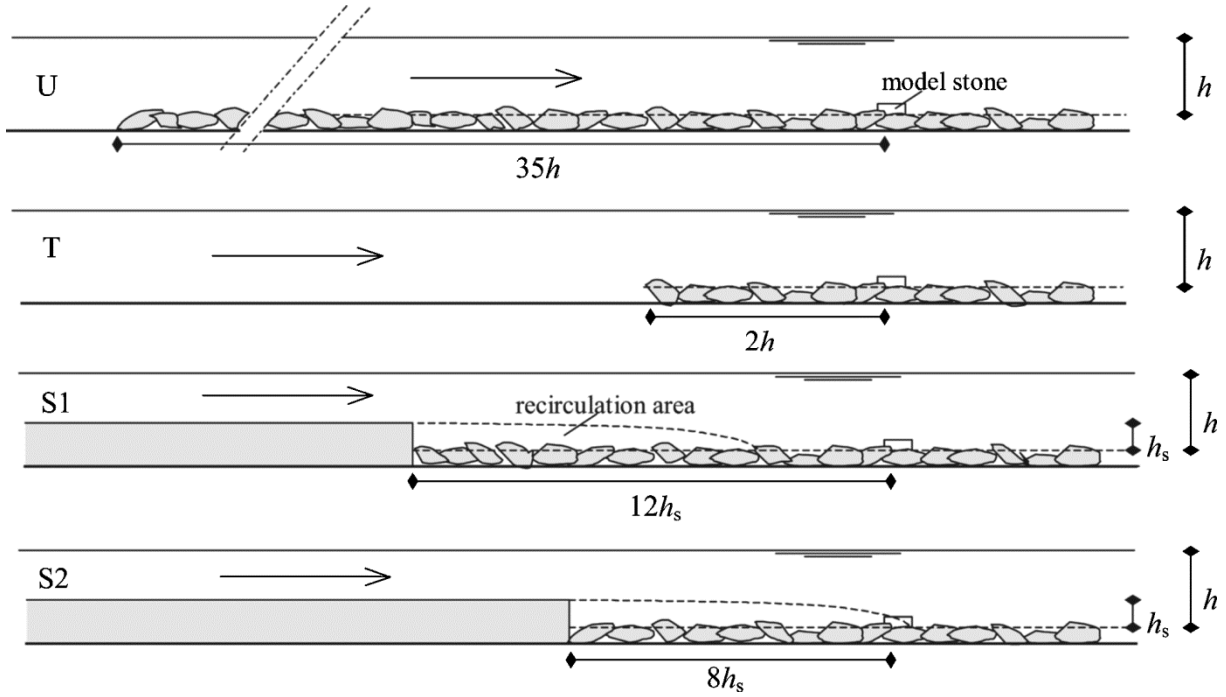 U
model stone
h
35h
T
h
2h
S1
recirculation area
h
hs
12hs
S2
h
hs
8hs